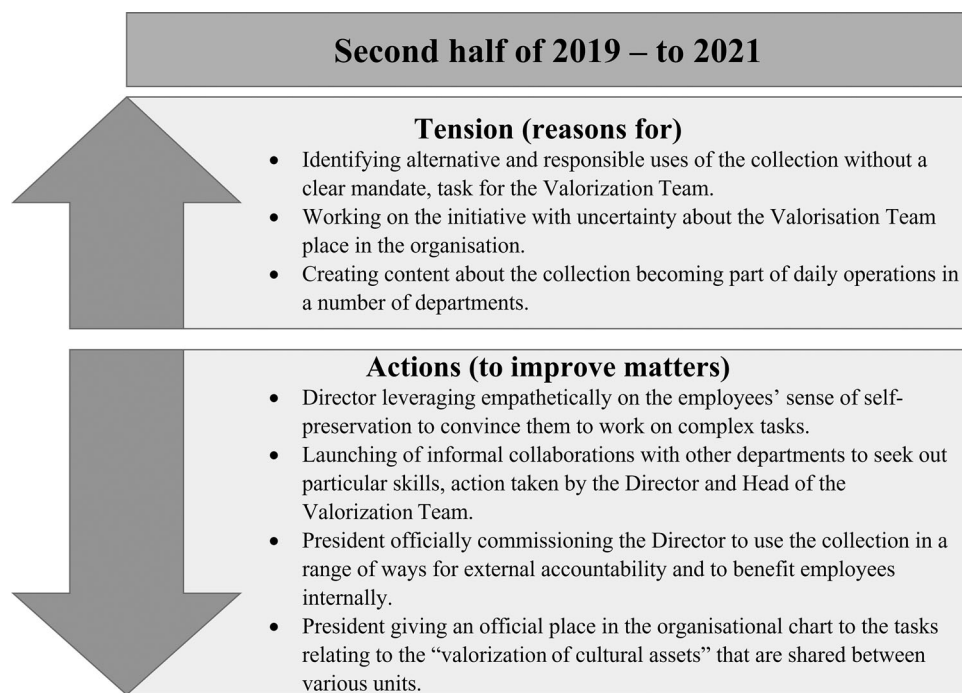 Second half of 2019 – to 2021
Tension (reasons for)
• Identifying alternative and responsible uses of the collection without a
clear mandate, task for the Valorization Team.
• Working on the initiative with uncertainty about the Valorisation Team
place in the organisation.
• Creating content about the collection becoming part of daily operations in
a number of departments.
Actions (to improve matters)
• Director leveraging empathetically on the employees’ sense of self-
preservation to convince them to work on complex tasks.
• Launching of informal collaborations with other departments to seek out
particular skills, action taken by the Director and Head of the
Valorization Team.
• President officially commissioning the Director to use the collection in a
range of ways for external accountability and to benefit employees
internally.
• President giving an official place in the organisational chart to the tasks
relating to the “valorization of cultural assets” that are shared between
various units.